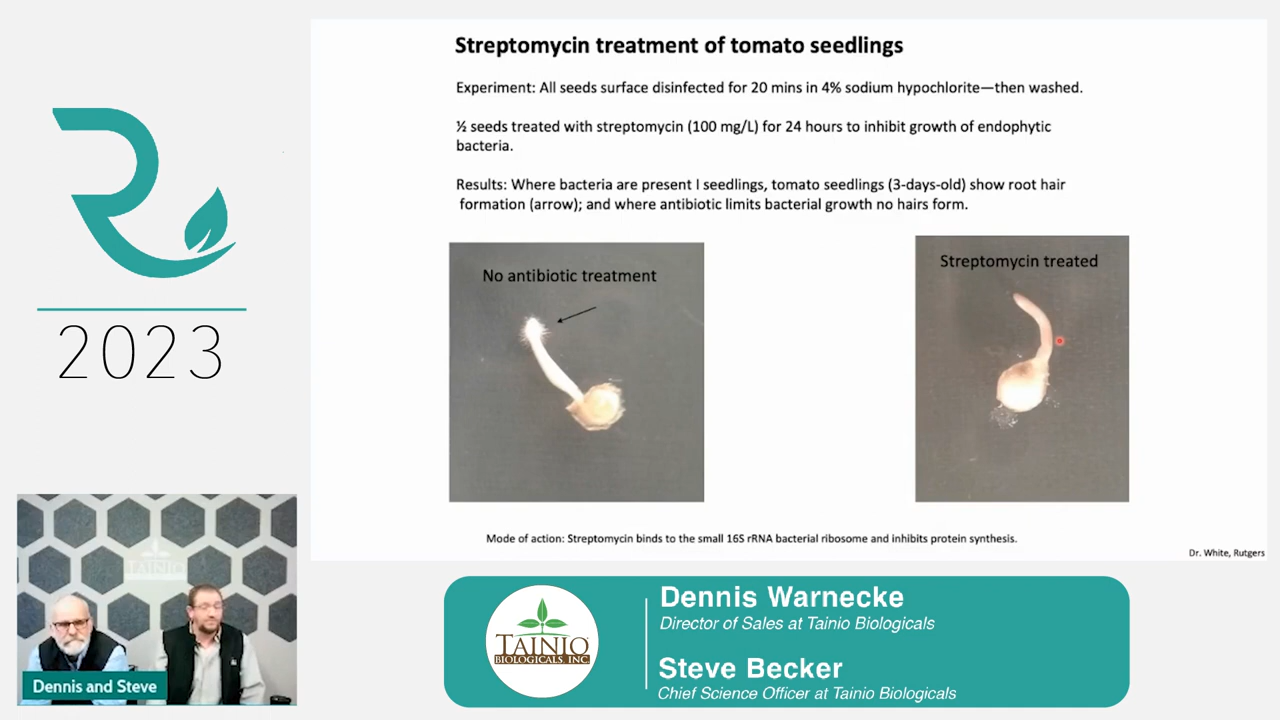 Streptomycin treatment of tomato seedlings
Experiment: All seeds surface disinfected for 20 mins in 4% sodium hypochlorite—then washed.
½ seeds treated with streptomycin (100 mg/L) for 24 hours to inhibit growth of endophytic
bacteria.
Results: Where bacteria are present I seedlings, tomato seedlings (3-days-old) show root hair
formation (arrow); and where antibiotic limits bacterial growth no hairs form.
No antibiotic treatment
Streptomycin treated
Mode of action: Streptomycin binds to the small 16S rRNA bacterial ribosome and inhibits protein synthesis.
Dr. White, Rutgers
2023
TAINIO
Dennis and Steve
TAINIO
BIOLOGICALS, INC
Dennis Warnecke
Director of Sales at Tainio Biologicals
Steve Becker
Chief Science Officer at Tainio Biologicals